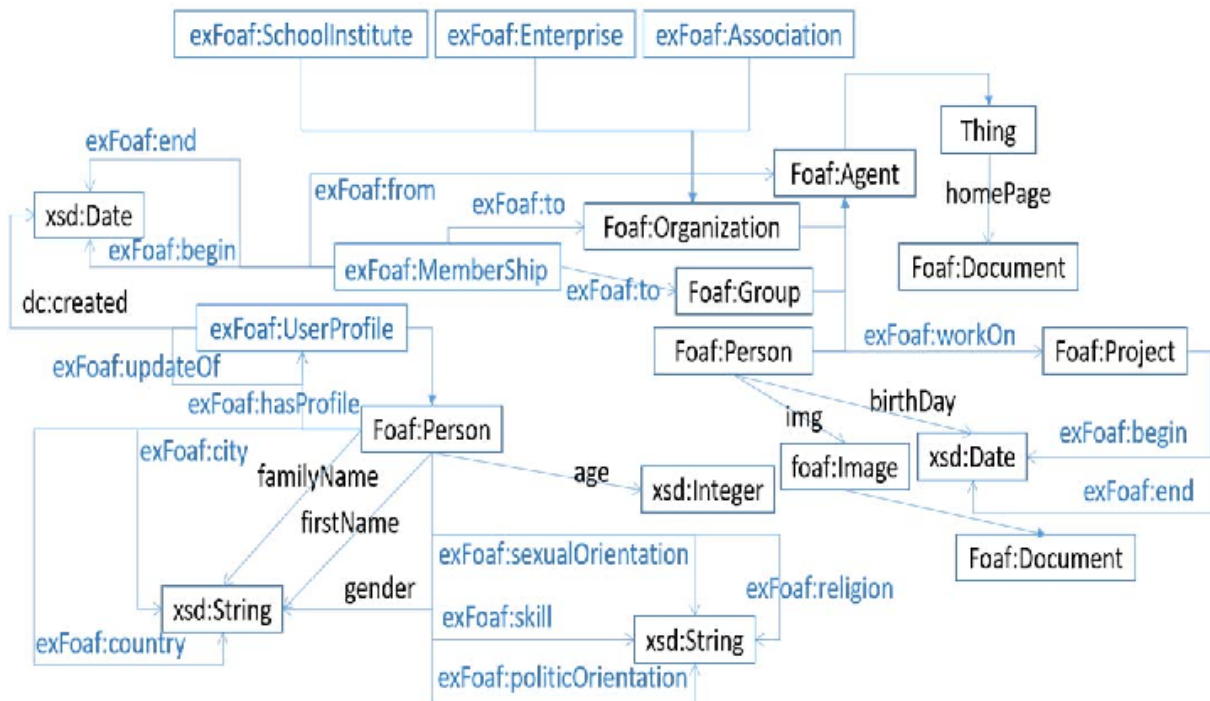 exFoaf:SchoolInstitute
exFoaf:Enterprise
exFoaf:Association
Thing
exFoaf:end
Foaf:Agent
exFoaf:from
homePage
xsd:Date
exFoaf:to
Foaf:Organization
exFoaf:begin
exFoaf:MemberShip
Foaf:Document
exFoaf:to
Foaf:Group
dc:created
exFoaf:UserProfile
exFoaf:workOn
Foaf:Person
Foaf:Project
exFoaf:updateOf
exFoaf:hasProfile
birthDay
img
Foaf:Person
exFoaf:begin
exFoaf:city
familyName
age
foaf:Image
xsd:Date
xsd:Integer
exFoaf:end
firstName
Foaf:Document
exFoaf:sexualOrientation
gender
exFoaf:religion
xsd:String
exFoaf:skill
xsd:String
exFoaf:country
exFoaf:politicOrientation